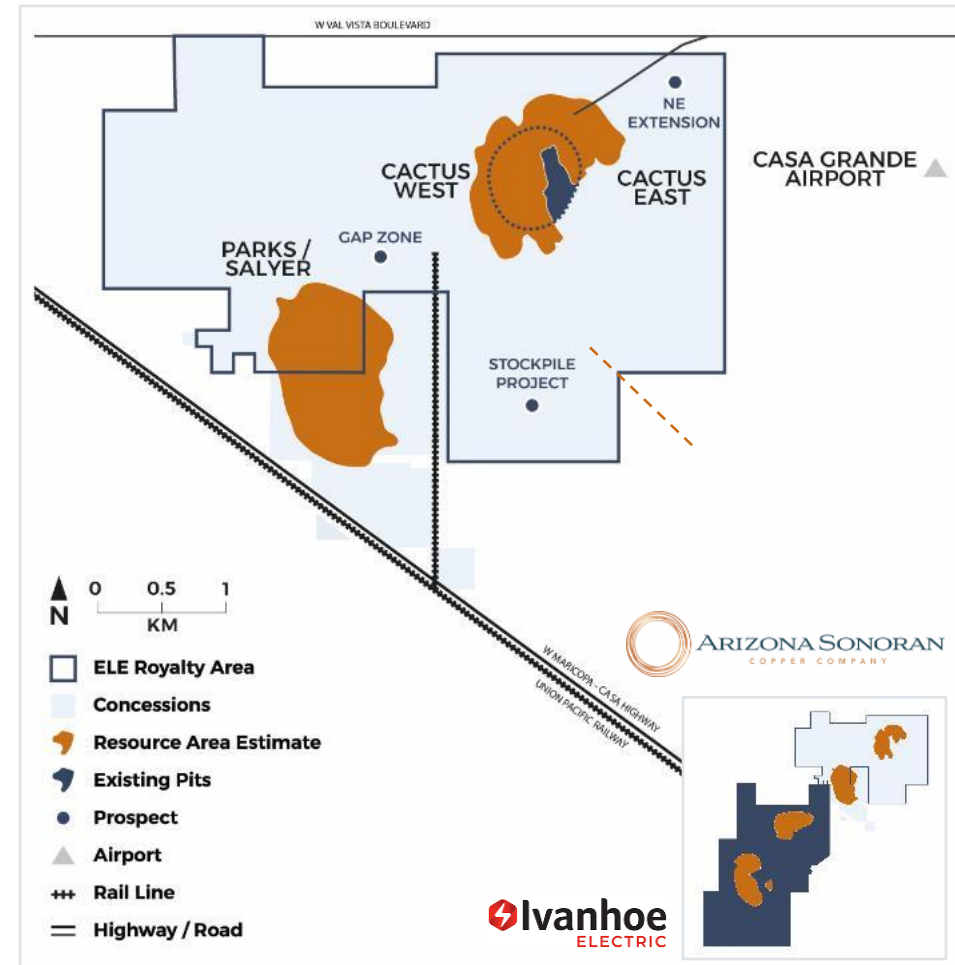 W VAL VISTA BOULEVARD
NE
EXTENSION
CASA GRANDE
AIRPORT
CACTUS
WEST
CACTUS
EAST
GAP ZONE
PARKS /
SALYER
STOCKPILE
PROJECT
N
0 0.5 1
KM
ELE Royalty Area
Concessions
Resource Area Estimate
Existing Pits
Prospect
Airport
Rail Line
Highway / Road
W MARICOPA - CASA HIGHWAY
UNION PACIFIC RAILWAY
ARIZONA SONORAN
COPPER COMPANY
Ivanhoe
ELECTRIC